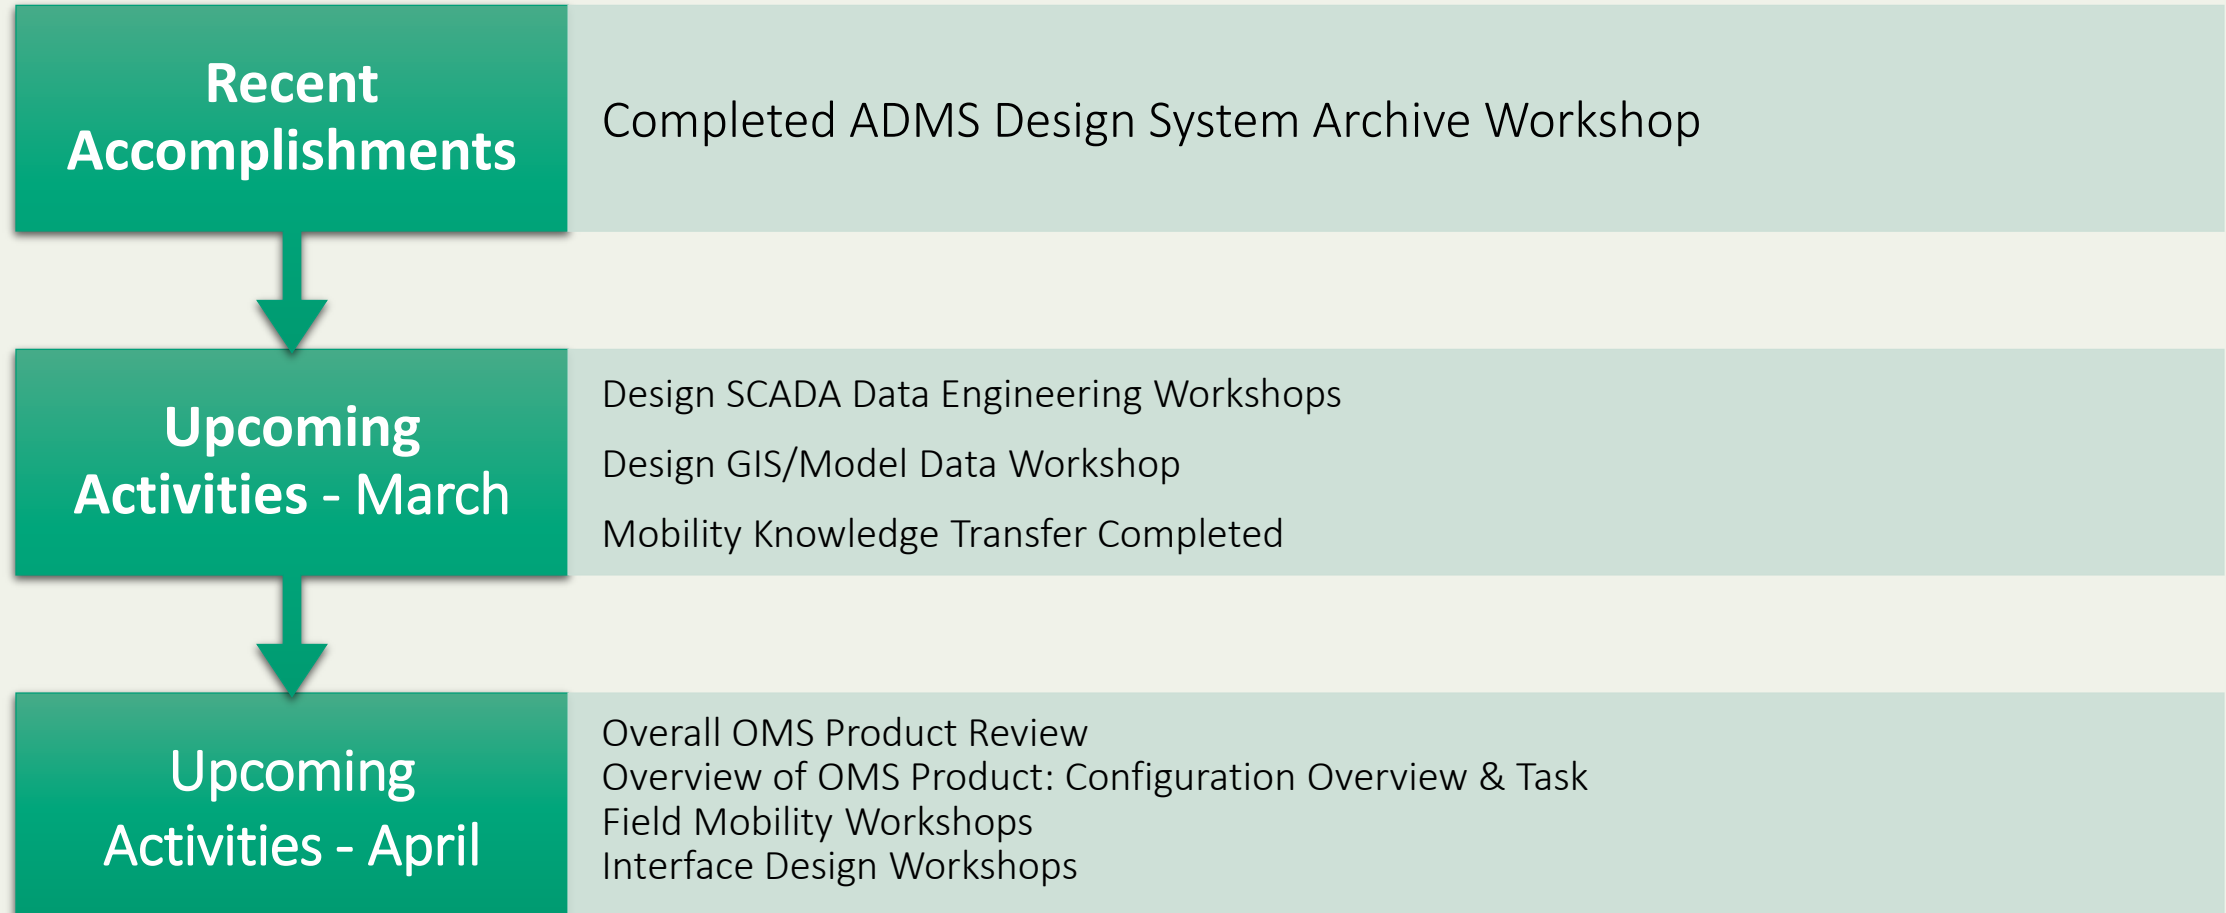 Recent
Accomplishments
Completed ADMS Design System Archive Workshop
Upcoming
Activities - March
Design SCADA Data Engineering Workshops
Design GIS/Model Data Workshop
Mobility Knowledge Transfer Completed
Upcoming
Activities - April
Overall OMS Product Review
Overview of OMS Product: Configuration Overview & Task
Field Mobility Workshops
Interface Design Workshops